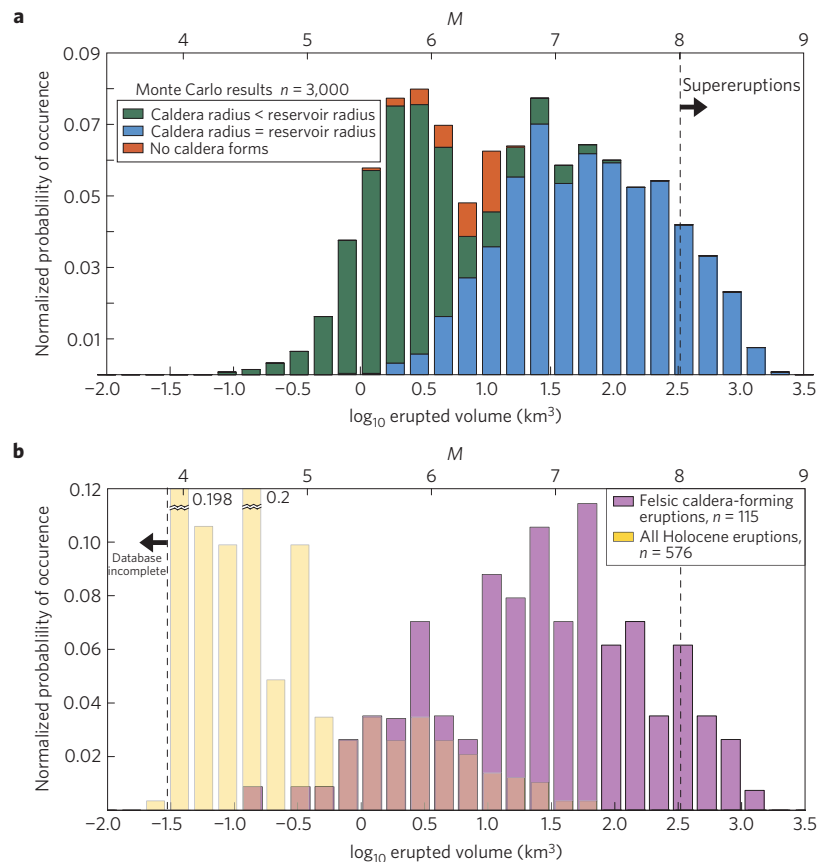 a
M
4 5 6 7 8 9
0.09
0.07
0.05
0.03
0.01
Normalized probablility of occurence
Monte Carlo results n = 3,000
Caldera radius < reservoir radius
Caldera radius = reservoir radius
No caldera forms
Supereruptions
−2.0 −1.5 −1.0 −0.5 0 0.5 1.0 1.5 2.0 2.5 3.0 3.5
log10 erupted volume (km³)
b
M
4 5 6 7 8 9
0.12
0.10
0.08
0.06
0.04
0.02
Normalized probablility of occurence
0.198 0.2
Database
incomplete
Felsic caldera-forming
eruptions, n = 115
All Holocene eruptions,
n = 576
−2.0 −1.5 −1.0 −0.5 0 0.5 1.0 1.5 2.0 2.5 3.0 3.5
log10 erupted volume (km³)